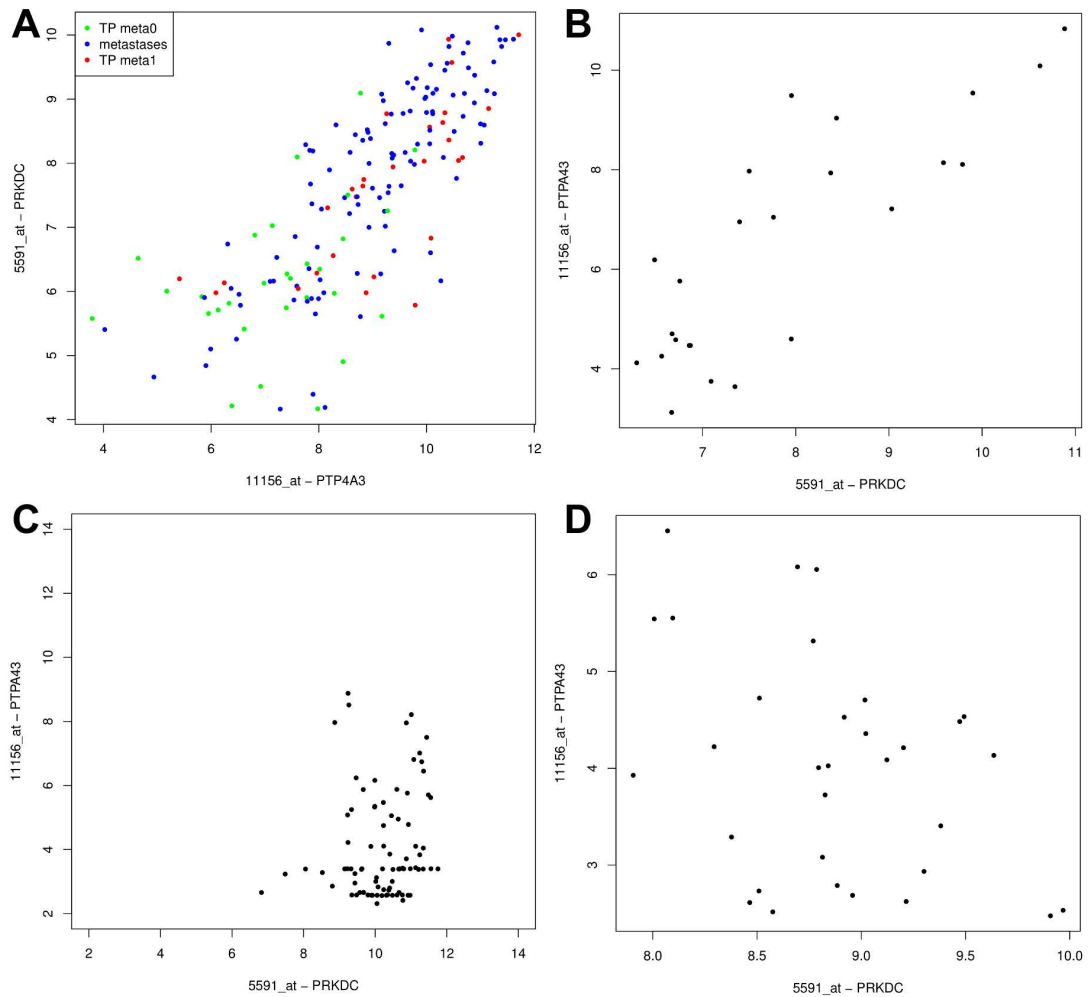 A
TP meta0
metastases
TP meta1
10
9
8
7
6
5
4
5591_at – PRKDC
4 6 8 10 12
11156_at – PTP4A3
B
10
8
6
4
11156_at – PTPA43
7 8 9 10 11
5591_at – PRKDC
C
14
12
10
8
6
4
2
11156_at – PTPA43
2 4 6 8 10 12 14
5591_at – PRKDC
D
6
5
4
3
11156_at – PTPA43
8.0 8.5 9.0 9.5 10.0
5591_at – PRKDC